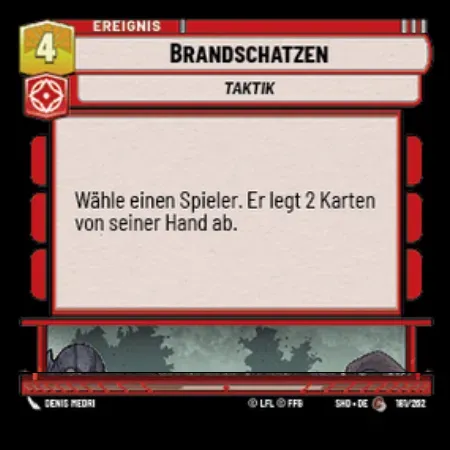 EREIGNIS
4
BRANDSCHATZEN
TAKTIK
Wähle einen Spieler. Er legt 2 Karten
von seiner Hand ab.
DENIS MEDRI
© LFL © FFG
SHD • DE
181/262